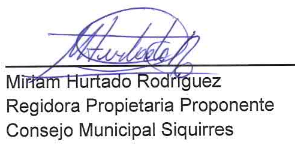 Miriam Hurtado Rodríguez
Regidora Propietaria Proponente
Consejo Municipal Siquirres